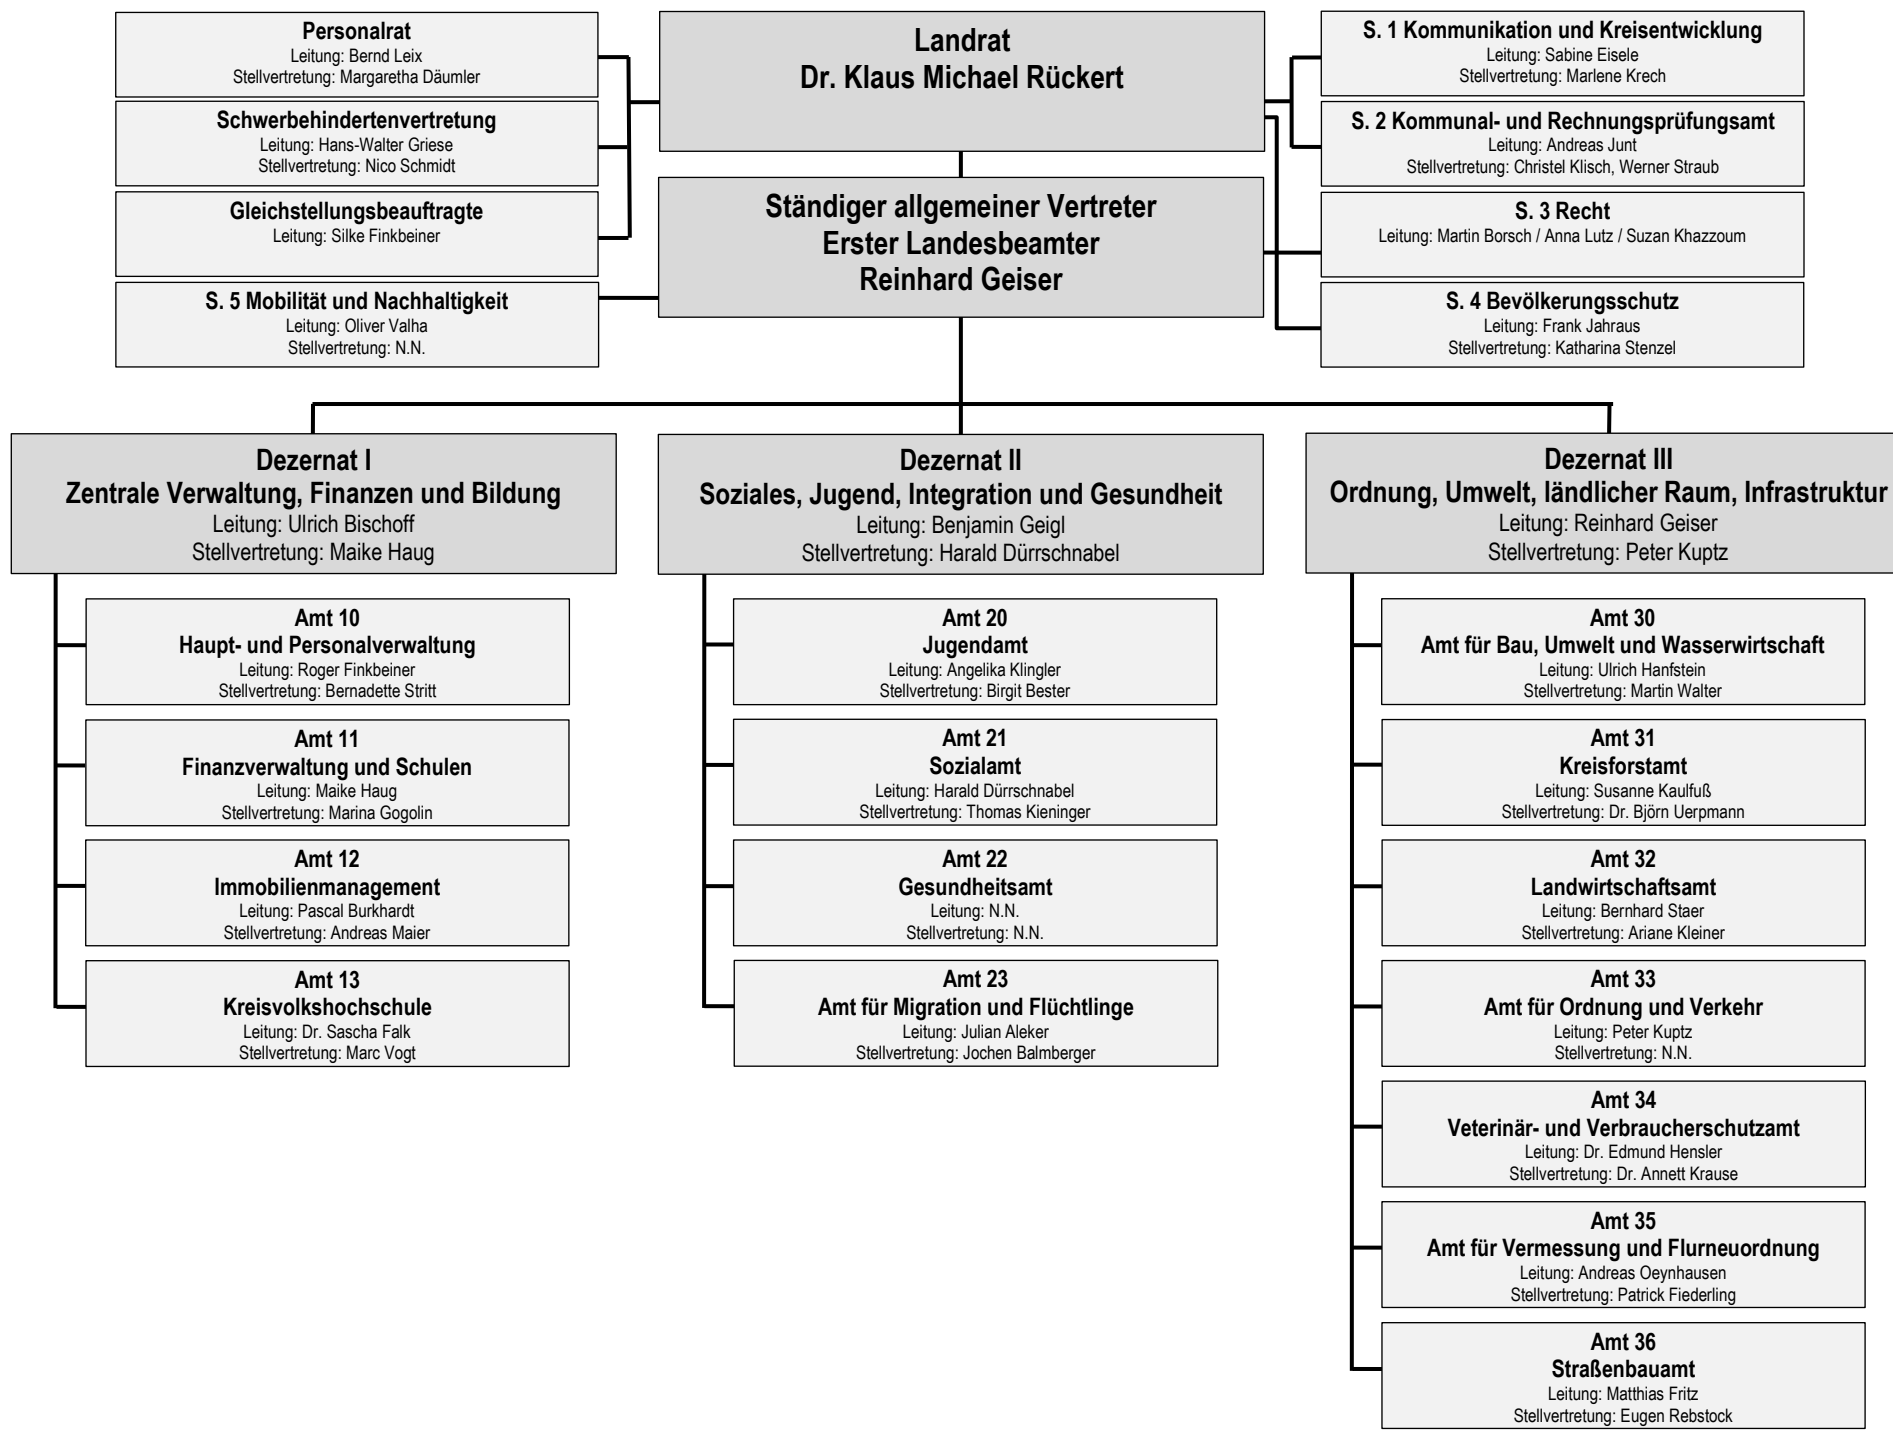 Personalrat
Leitung: Bernd Leix
Stellvertretung: Margaretha Däumler
Schwerbehindertenvertretung
Leitung: Hans-Walter Griese
Stellvertretung: Nico Schmidt
Gleichstellungsbeauftragte
Leitung: Silke Finkbeiner
S. 5 Mobilität und Nachhaltigkeit
Leitung: Oliver Valha
Stellvertretung: N.N.
Landrat
Dr. Klaus Michael Rückert
Ständiger allgemeiner Vertreter
Erster Landesbeamter
Reinhard Geiser
S. 1 Kommunikation und Kreisentwicklung
Leitung: Sabine Eisele
Stellvertretung: Marlene Krech
S. 2 Kommunal- und Rechnungsprüfungsamt
Leitung: Andreas Junt
Stellvertretung: Christel Klisch, Werner Straub
S. 3 Recht
Leitung: Martin Borsch / Anna Lutz / Suzan Khazzoum
S. 4 Bevölkerungsschutz
Leitung: Frank Jahraus
Stellvertretung: Katharina Stenzel
Dezernat I
Zentrale Verwaltung, Finanzen und Bildung
Leitung: Ulrich Bischoff
Stellvertretung: Maike Haug
Amt 10
Haupt- und Personalverwaltung
Leitung: Roger Finkbeiner
Stellvertretung: Bernadette Stritt
Amt 11
Finanzverwaltung und Schulen
Leitung: Maike Haug
Stellvertretung: Marina Gogolin
Amt 12
Immobilienmanagement
Leitung: Pascal Burkhardt
Stellvertretung: Andreas Maier
Amt 13
Kreisvolkshochschule
Leitung: Dr. Sascha Falk
Stellvertretung: Marc Vogt
Dezernat II
Soziales, Jugend, Integration und Gesundheit
Leitung: Benjamin Geigl
Stellvertretung: Harald Dürrschnabel
Amt 20
Jugendamt
Leitung: Angelika Klingler
Stellvertretung: Birgit Bester
Amt 21
Sozialamt
Leitung: Harald Dürrschnabel
Stellvertretung: Thomas Kieninger
Amt 22
Gesundheitsamt
Leitung: N.N.
Stellvertretung: N.N.
Amt 23
Amt für Migration und Flüchtlinge
Leitung: Julian Aleker
Stellvertretung: Jochen Balmberger
Dezernat III
Ordnung, Umwelt, ländlicher Raum, Infrastruktur
Leitung: Reinhard Geiser
Stellvertretung: Peter Kuptz
Amt 30
Amt für Bau, Umwelt und Wasserwirtschaft
Leitung: Ulrich Hanfstein
Stellvertretung: Martin Walter
Amt 31
Kreisforstamt
Leitung: Susanne Kaulfuß
Stellvertretung: Dr. Björn Uerpmann
Amt 32
Landwirtschaftsamt
Leitung: Bernhard Staer
Stellvertretung: Ariane Kleiner
Amt 33
Amt für Ordnung und Verkehr
Leitung: Peter Kuptz
Stellvertretung: N.N.
Amt 34
Veterinär- und Verbraucherschutzamt
Leitung: Dr. Edmund Hensler
Stellvertretung: Dr. Annett Krause
Amt 35
Amt für Vermessung und Flurneuordnung
Leitung: Andreas Oeynhausen
Stellvertretung: Patrick Fiederling
Amt 36
Straßenbauamt
Leitung: Matthias Fritz
Stellvertretung: Eugen Rebstock